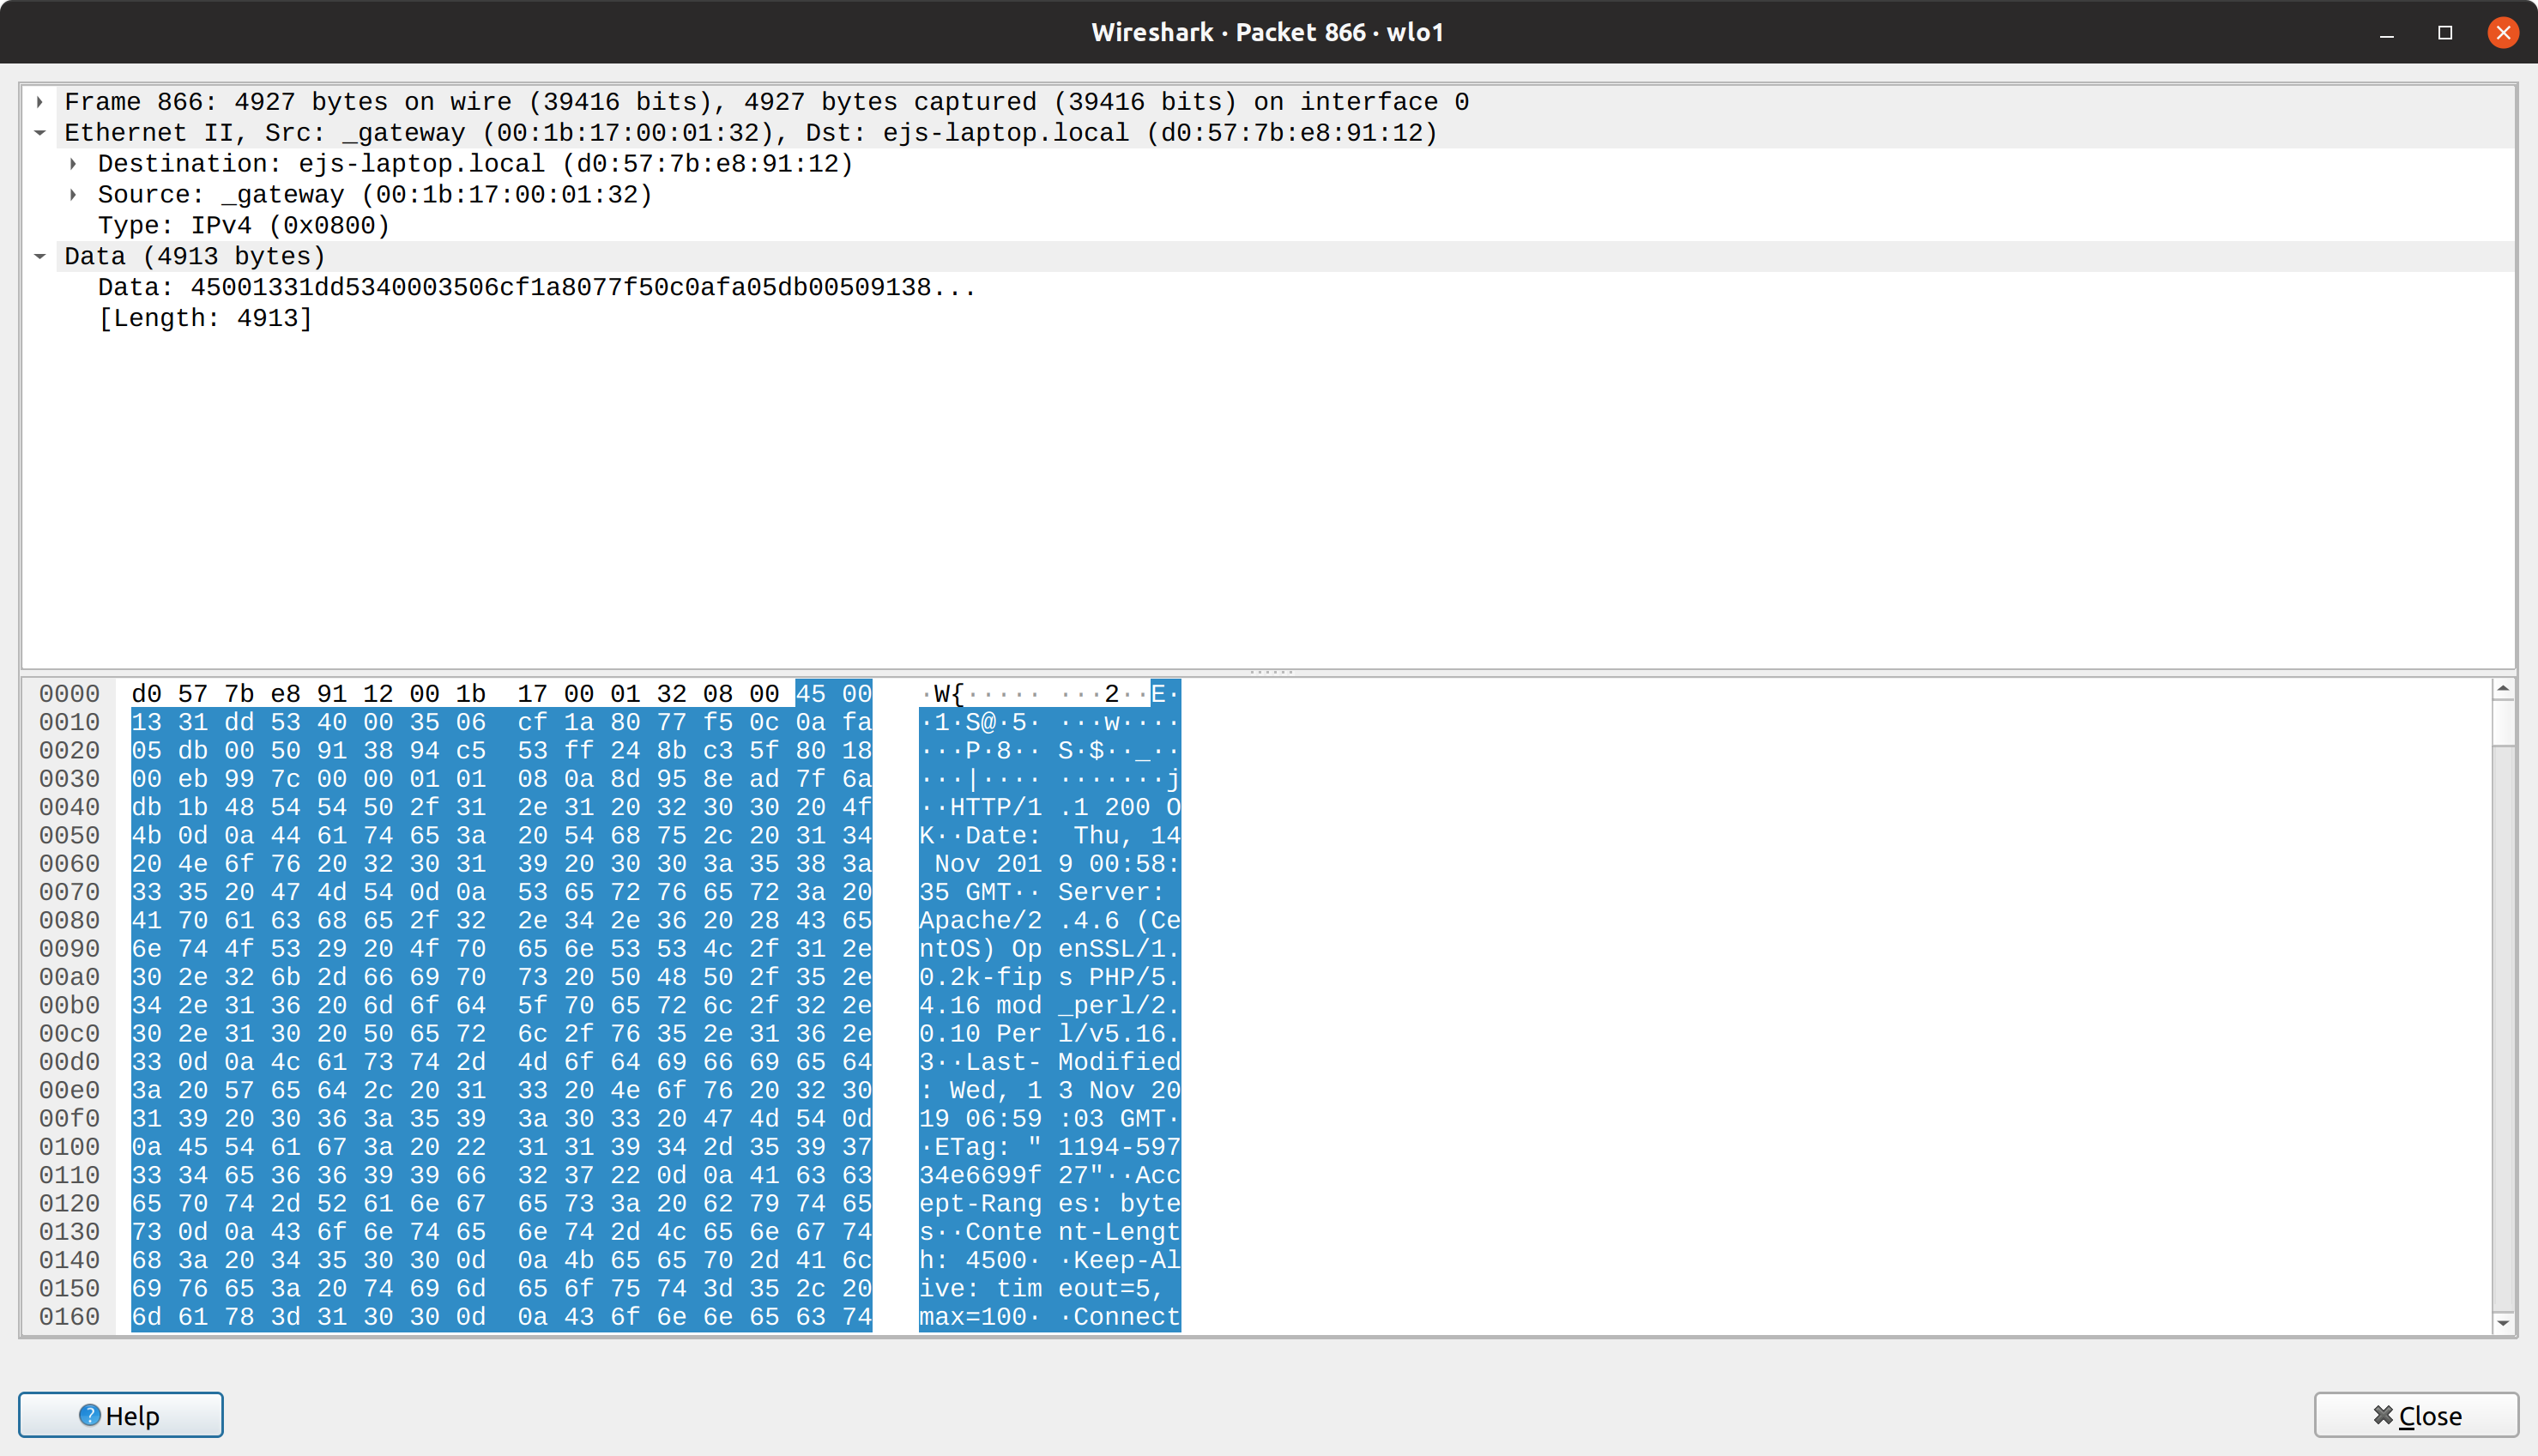 Wireshark · Packet 866 · wlo1
Frame 866: 4927 bytes on wire (39416 bits), 4927 bytes captured (39416 bits) on interface 0
Ethernet II, Src: _gateway (00:1b:17:00:01:32), Dst: ejs-laptop.local (d0:57:7b:e8:91:12)
Destination: ejs-laptop.local (d0:57:7b:e8:91:12)
Source: _gateway (00:1b:17:00:01:32)
Type: IPv4 (0x0800)
Data (4913 bytes)
Data: 45001331dd5340003506cf1a8077f50c0afa05db00509138...
[Length: 4913]
0000 d0 57 7b e8 91 12 00 1b 17 00 01 32 08 00 45 00 ·W{····· ···2··E·
0010 13 31 dd 53 40 00 35 06 cf 1a 80 77 f5 0c 0a fa ·1·S@·5· ···w····
0020 05 db 00 50 91 38 94 c5 53 ff 24 8b c3 5f 80 18 ···P·8·· S·$··_··
0030 00 eb 99 7c 00 00 01 01 08 0a 8d 95 8e ad 7f 6a ···|···· ·······j
0040 db 1b 48 54 54 50 2f 31 2e 31 20 32 30 30 20 4f ··HTTP/1 .1 200 O
0050 4b 0d 0a 44 61 74 65 3a 20 54 68 75 2c 20 31 34 K··Date:  Thu, 14
0060 20 4e 6f 76 20 32 30 31 39 20 30 30 3a 35 38 3a  Nov 201 9 00:58:
0070 33 35 20 47 4d 54 0d 0a 53 65 72 76 65 72 3a 20 35 GMT·· Server:
0080 41 70 61 63 68 65 2f 32 2e 34 2e 36 20 28 43 65 Apache/2 .4.6 (Ce
0090 6e 74 4f 53 29 20 4f 70 65 6e 53 53 4c 2f 31 2e ntOS) Op enSSL/1.
00a0 30 2e 32 6b 2d 66 69 70 73 20 50 48 50 2f 35 2e 0.2k-fip s PHP/5.
00b0 34 2e 31 36 20 6d 6f 64 5f 70 65 72 6c 2f 32 2e 4.16 mod _perl/2.
00c0 30 2e 31 30 20 50 65 72 6c 2f 76 35 2e 31 36 2e 0.10 Per l/v5.16.
00d0 33 0d 0a 4c 61 73 74 2d 4d 6f 64 69 66 69 65 64 3··Last- Modified
00e0 3a 20 57 65 64 2c 20 31 33 20 4e 6f 76 20 32 30 : Wed, 1 3 Nov 20
00f0 31 39 20 30 36 3a 35 39 3a 30 33 20 47 4d 54 0d 19 06:59 :03 GMT·
0100 0a 45 54 61 67 3a 20 22 31 31 39 34 2d 35 39 37 ·ETag: " 1194-597
0110 33 34 65 36 36 39 39 66 32 37 22 0d 0a 41 63 63 34e6699f 27"··Acc
0120 65 70 74 2d 52 61 6e 67 65 73 3a 20 62 79 74 65 ept-Rang es: byte
0130 73 0d 0a 43 6f 6e 74 65 6e 74 2d 4c 65 6e 67 74 s··Conte nt-Lengt
0140 68 3a 20 34 35 30 30 0d 0a 4b 65 65 70 2d 41 6c h: 4500· ·Keep-Al
0150 69 76 65 3a 20 74 69 6d 65 6f 75 74 3d 35 2c 20 ive: tim eout=5,
0160 6d 61 78 3d 31 30 30 0d 0a 43 6f 6e 6e 65 63 74 max=100· ·Connect
Help
Close